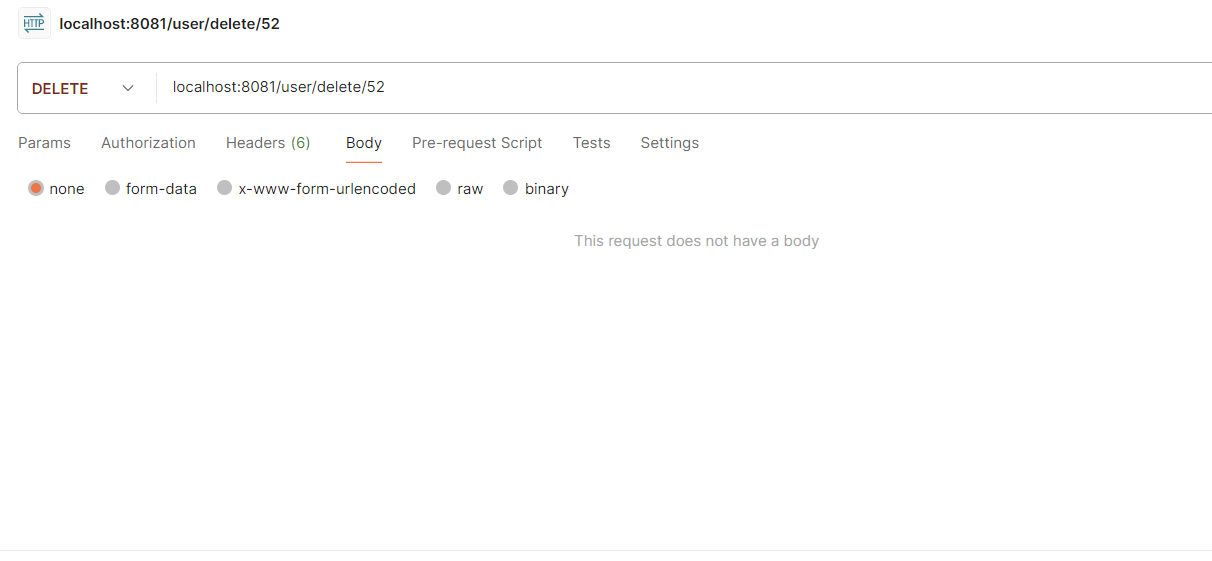 HTTP localhost:8081/user/delete/52
DELETE localhost:8081/user/delete/52
Params Authorization Headers (6) Body Pre-request Script Tests Settings
none form-data x-www-form-urlencoded raw binary
This request does not have a body